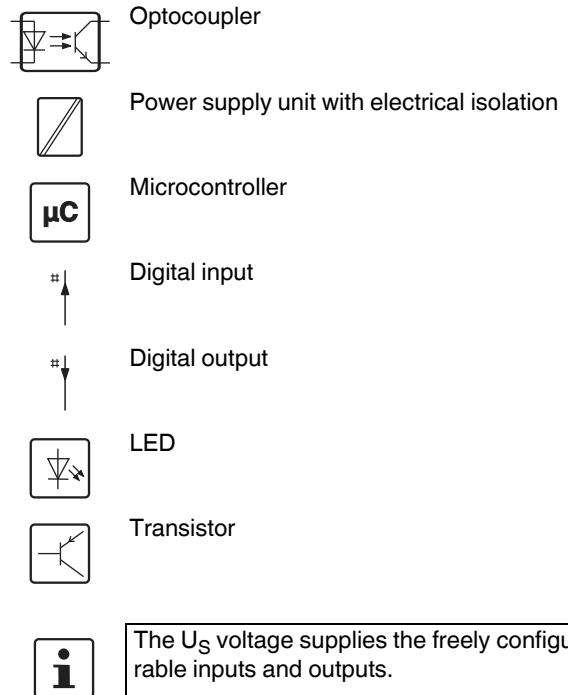 Optocoupler
Power supply unit with electrical isolation
µC
Microcontroller
#
Digital input
#
Digital output
LED
Transistor
i
The US voltage supplies the freely configu
rable inputs and outputs.